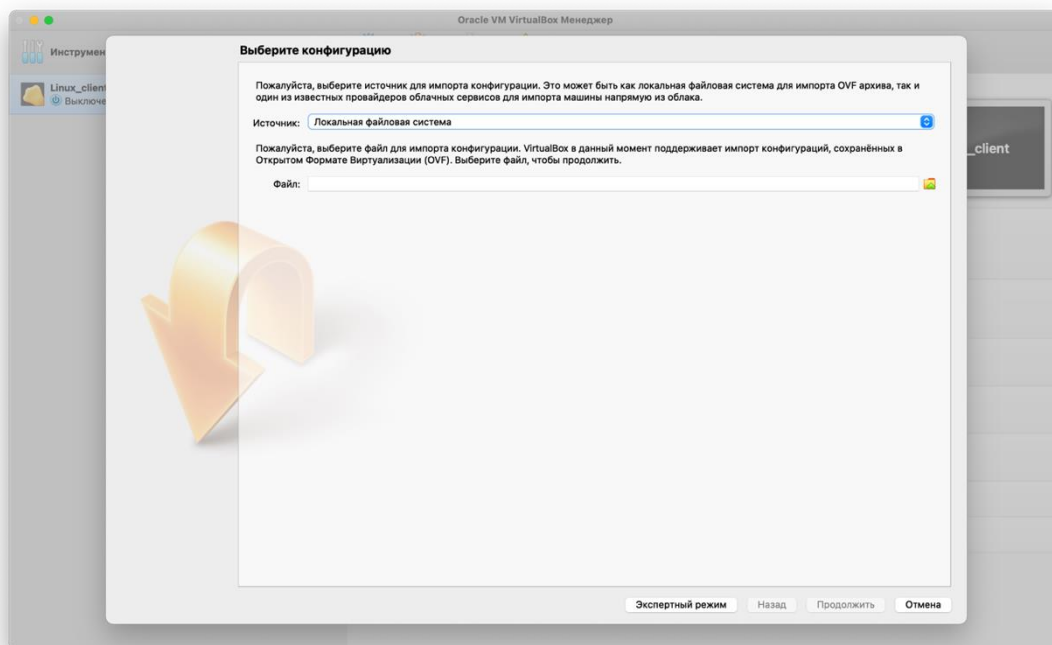 Oracle VM VirtualBox Менеджер
Инструмен
Linux_client
Выключе
_client
Выберите конфигурацию
Пожалуйста, выберите источник для импорта конфигурации. Это может быть как локальная файловая система для импорта OVF архива, так и
один из известных провайдеров облачных сервисов для импорта машины напрямую из облака.
Источник: Локальная файловая система
Пожалуйста, выберите файл для импорта конфигурации. VirtualBox в данный момент поддерживает импорт конфигураций, сохранённых в
Открытом Формате Виртуализации (OVF). Выберите файл, чтобы продолжить.
Файл:
Экспертный режим Назад Продолжить Отмена